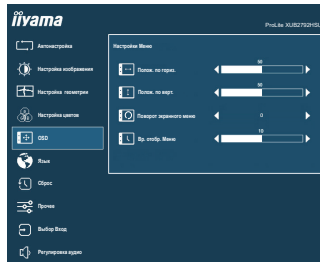 iiyama
ProLite XUB2792HSU
Автонастройка
Настройка изображения
Настройка геометрии
Настройка цветов
OSD
Язык
Сброс
Прочее
Выбор Вход
Регулировка аудио
Настройки Меню
Полож. по гориз.
50
Полож. по верт.
50
Поворот экранного меню
0
Вр. отобр. Меню
10